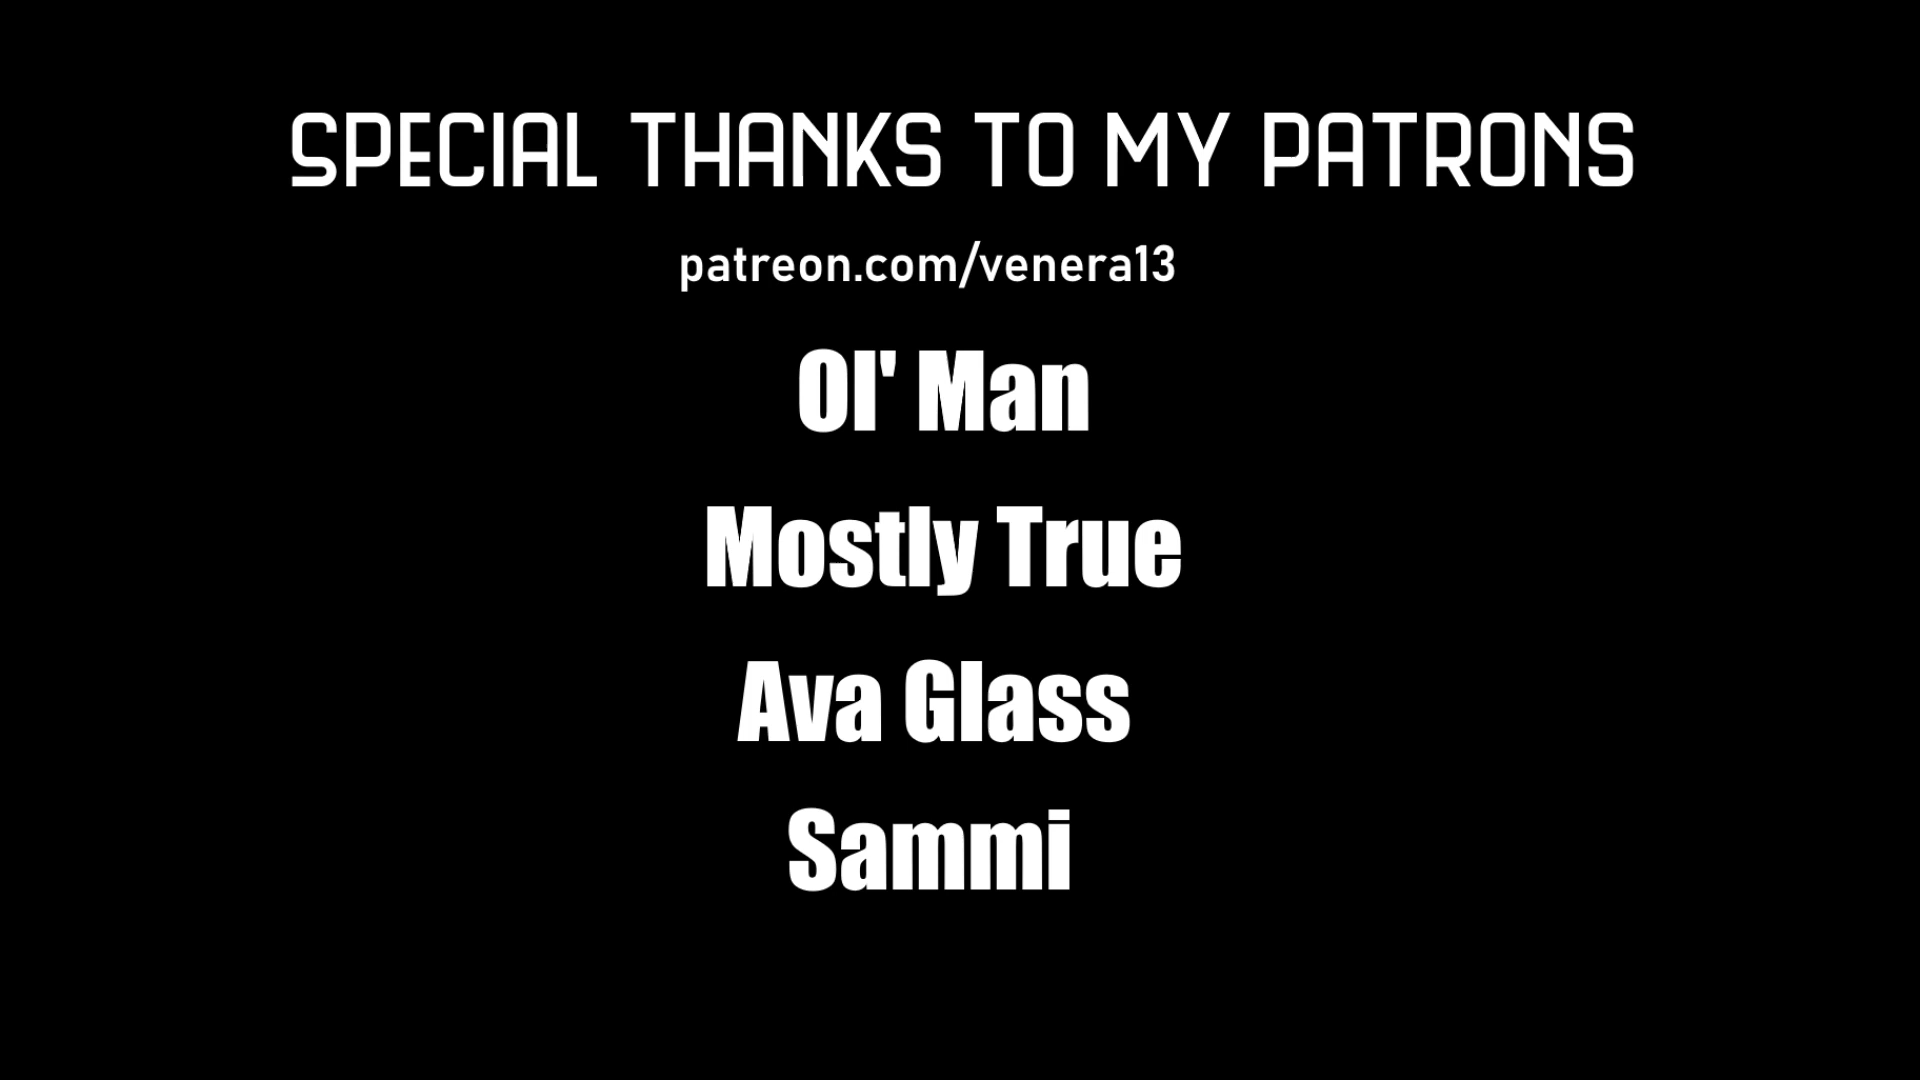 SPECIAL THANKS TO MY PATRONS
patreon.com/venera13
Ol' Man
Mostly True
Ava Glass
Sammi